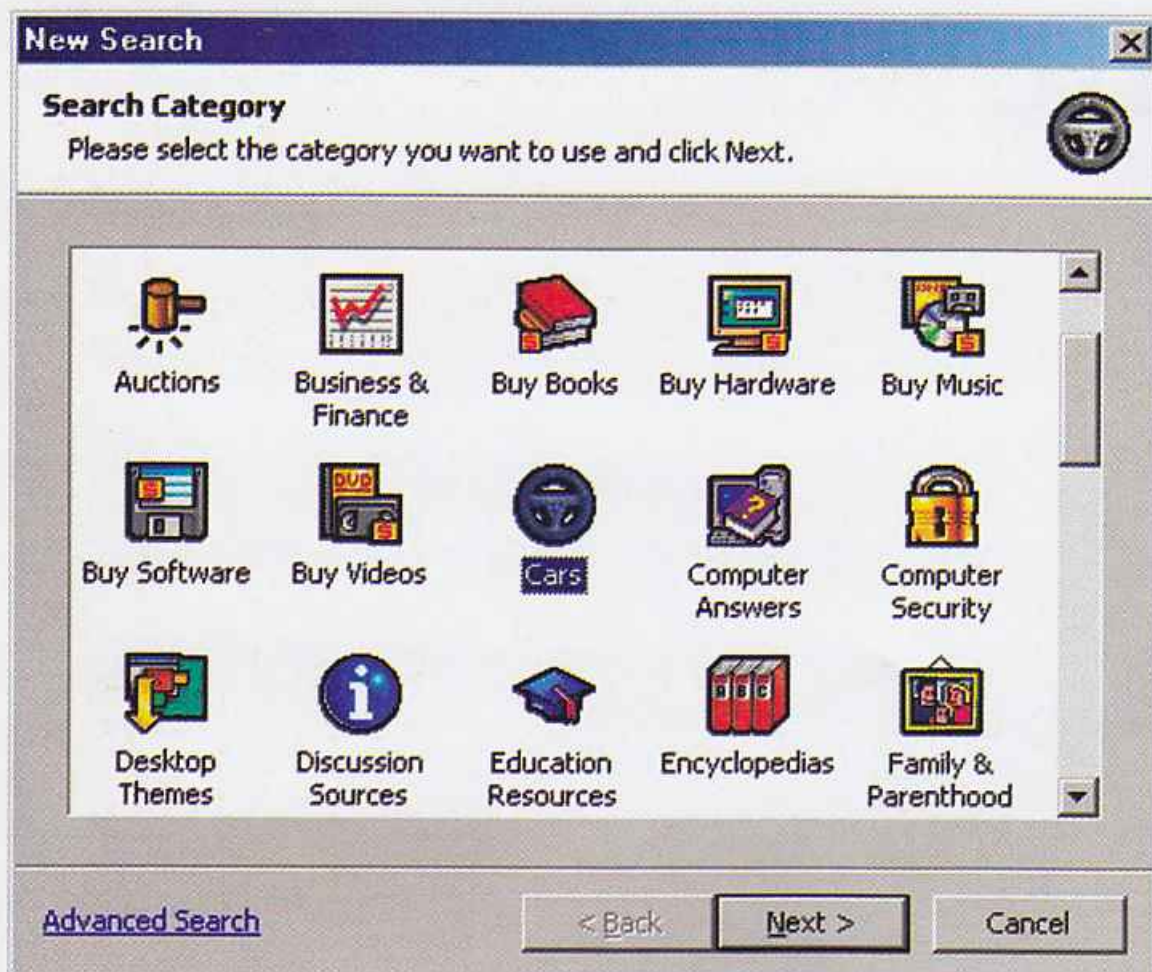 New Search
Search Category
Please select the category you want to use and click Next.
Auctions
Business &
Finance
Buy Books
Buy Hardware
Buy Music
Buy Software
DVD
Buy Videos
Cars
Computer
Answers
Computer
Security
Desktop
Themes
Discussion
Sources
Education
Resources
A B C
Encyclopedias
Family &
Parenthood
Advanced Search
< Back
Next >
Cancel